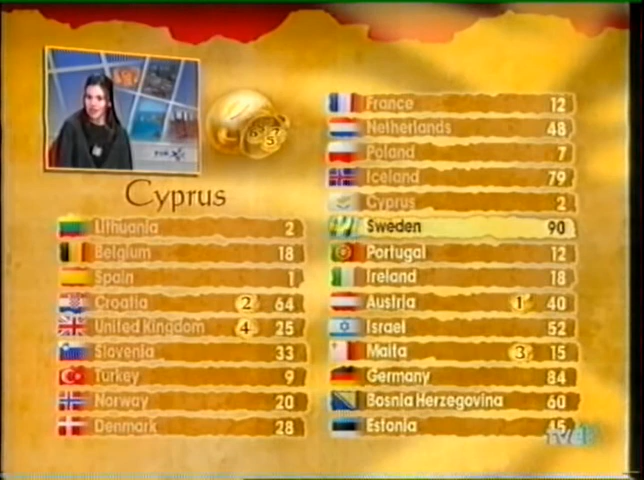 Cyprus
Lithuania 2
Belgium 18
Spain 1
Croatia 2 64
United Kingdom 4 25
Slovenia 33
Turkey 9
Norway 20
Denmark 28
France 12
Netherlands 48
Poland 7
Iceland 79
Cyprus 2
Sweden 90
Portugal 12
Ireland 18
Austria 1 40
Israel 52
Malta 3 15
Germany 84
Bosnia Herzegovina 60
Estonia 45